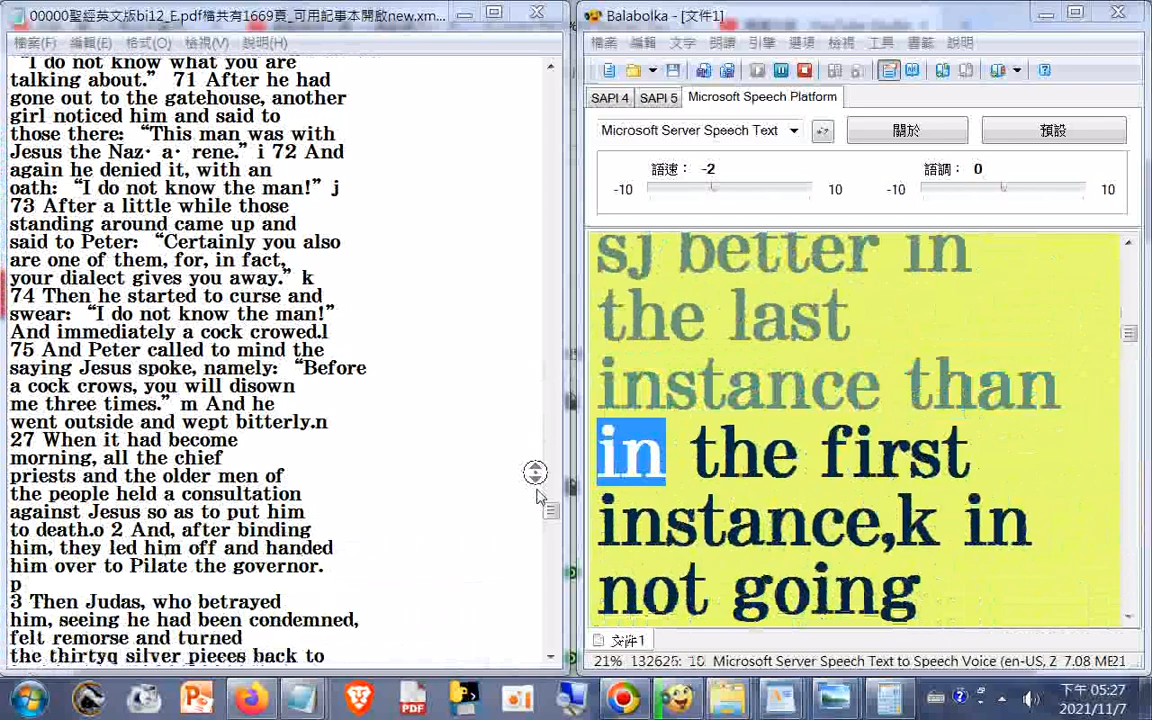 00000聖經英文版bi12_E.pdf檔共有1669頁_可用記事本開啟new.xm...
檔案(F) 編輯(E) 格式(O) 檢視(V) 說明(H)
“I do not know what you are
talking about.” 71 After he had
gone out to the gatehouse, another
girl noticed him and said to
those there: “This man was with
Jesus the Naz· a· rene.” i 72 And
again he denied it, with an
oath: “I do not know the man!” j
73 After a little while those
standing around came up and
said to Peter: “Certainly you also
are one of them, for, in fact,
your dialect gives you away.” k
74 Then he started to curse and
swear: “I do not know the man!”
And immediately a cock crowed.l
75 And Peter called to mind the
saying Jesus spoke, namely: “Before
a cock crows, you will disown
me three times.” m And he
went outside and wept bitterly.n
27 When it had become
morning, all the chief
priests and the older men of
the people held a consultation
against Jesus so as to put him
to death.o 2 And, after binding
him, they led him off and handed
him over to Pilate the governor.
p
3 Then Judas, who betrayed
him, seeing he had been condemned,
felt remorse and turned
the thirtyq silver pieces back to
Balabolka - [文件1]
檔案 編輯 文字 朗讀 引擎 選項 檢視 工具 書籤 說明
SAPI 4 SAPI 5 Microsoft Speech Platform
Microsoft Server Speech Text 關於 預設
語速: -2 語調: 0
-10 10 -10 10
sj better in
the last
instance than
in the first
instance,k in
not going
文件1
21% 132625: 10 Microsoft Server Speech Text to Speech Voice (en-US, Z 7.08 ME21
PDF
下午 05:27
2021/11/7